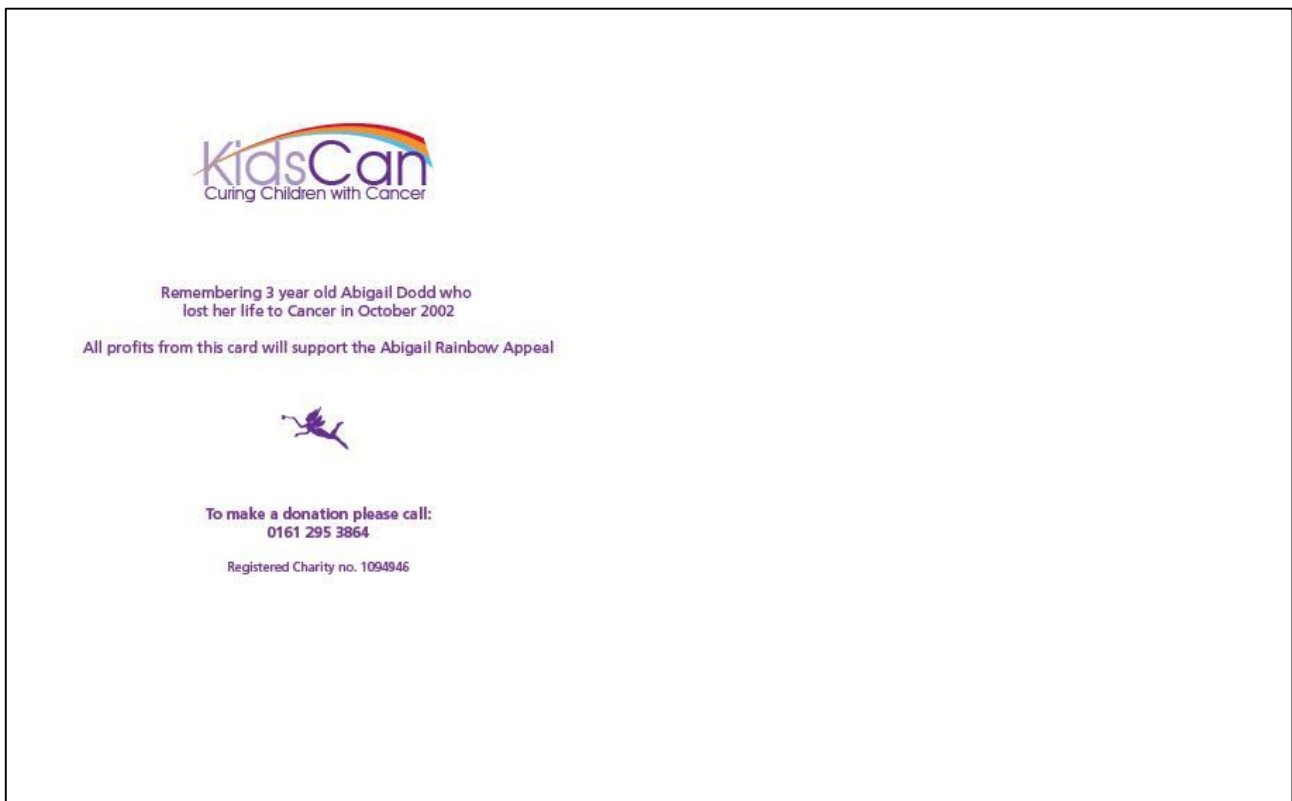 KidsCan
Curing Children with Cancer
Remembering 3 year old Abigail Dodd who
lost her life to Cancer in October 2002
All profits from this card will support the Abigail Rainbow Appeal
To make a donation please call:
0161 295 3864
Registered Charity no. 1094946